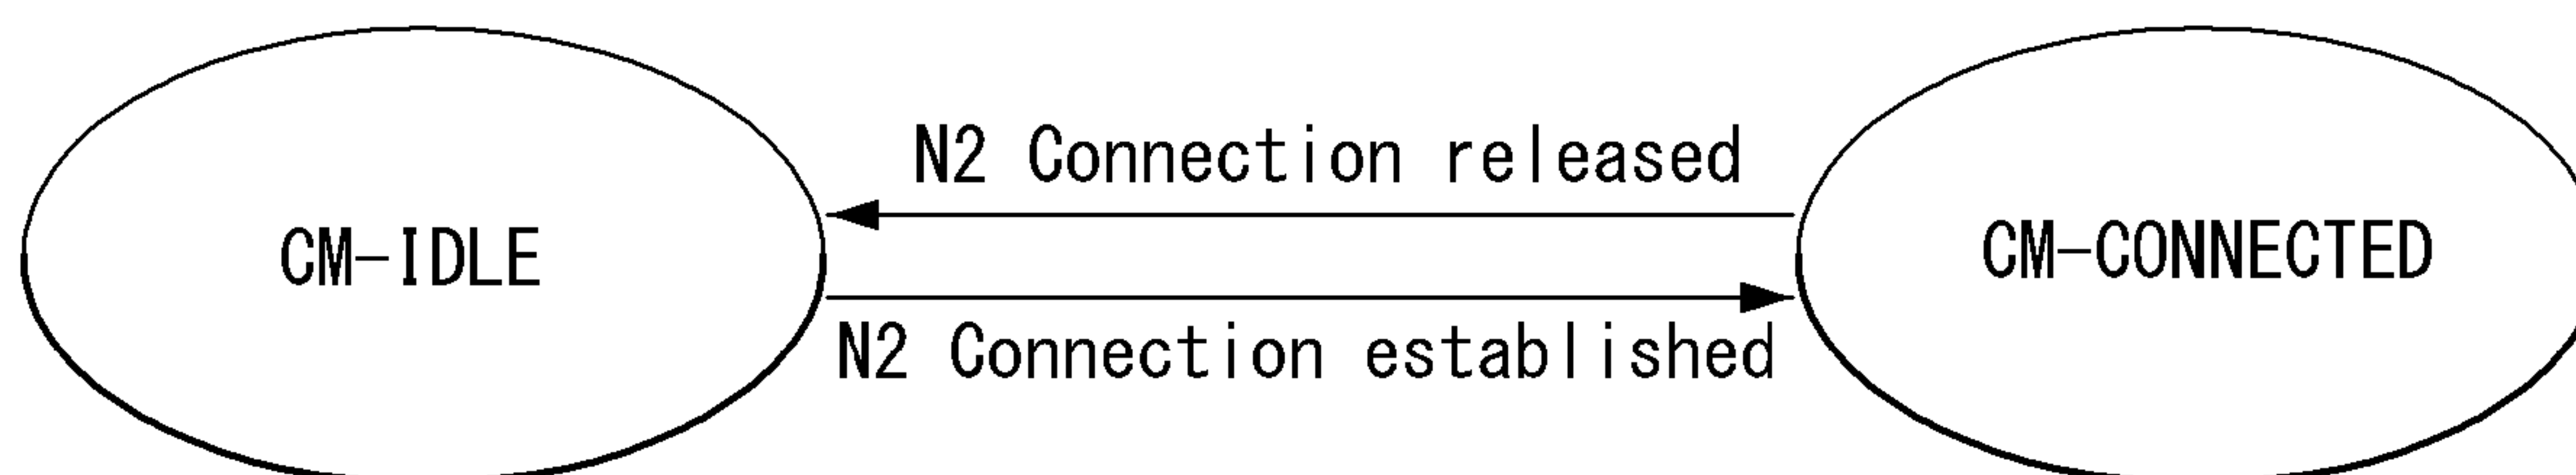 N2 Connection released
CM-IDLE
CM-CONNECTED
N2 Connection established